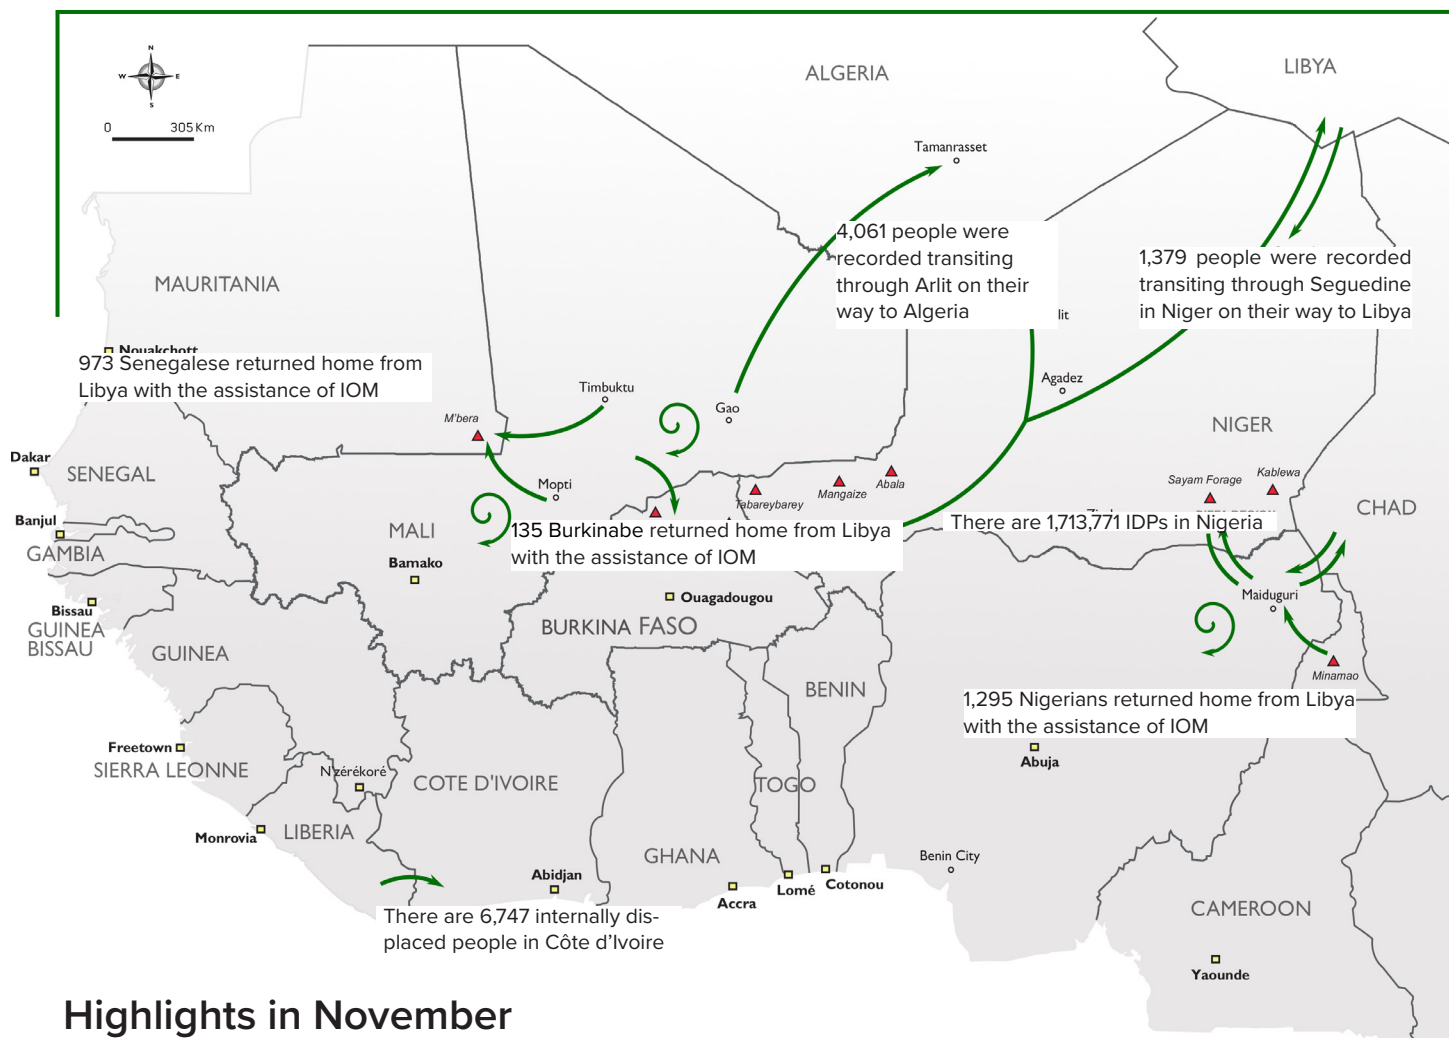 N
W E
S
0 305 Km
ALGERIA
LIBYA
Tamanrasset
4,061 people were
recorded transiting
through Arlit on their
way to Algeria
1,379 people were recorded
transiting through Seguedine
in Niger on their way to Libya
MAURITANIA
lit
Nouakchott
973 Senegalese returned home from
Libya with the assistance of IOM
Timbuktu
Agadez
Gao
M'bera
NIGER
Dakar
SENEGAL
Mopti
Tabareybarey
Mangaize
Abala
Sayam Forage
Kablewa
CHAD
Banjul
GAMBIA
MALI
135 Burkinabe returned home from Libya
with the assistance of IOM
There are 1,713,771 IDPs in Nigeria
Bamako
Ouagadougou
Maiduguri
Bissau
GUINEA
BISSAU
BURKINA FASO
GUINEA
Minamao
BENIN
1,295 Nigerians returned home from Libya
with the assistance of IOM
Freetown
SIERRA LEONNE
N'zérékoré
COTE D'IVOIRE
TOGO
Abuja
Monrovia
LIBERIA
GHANA
Benin City
Abidjan
Accra
Lomé
Cotonou
There are 6,747 internally dis-
placed people in Côte d'Ivoire
CAMEROON
Yaounde
Highlights in November